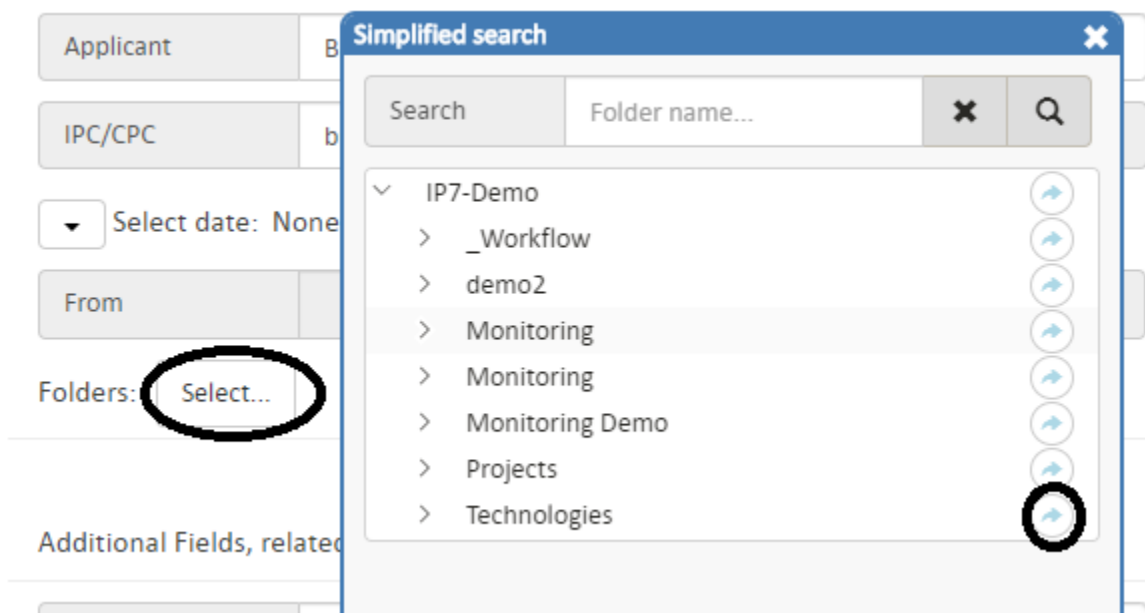 Applicant
B
IPC/CPC
b
Select date: None
From
Folders: Select...
Additional Fields, related
Simplified search
Search Folder name...
IP7-Demo
_Workflow
demo2
Monitoring
Monitoring
Monitoring Demo
Projects
Technologies